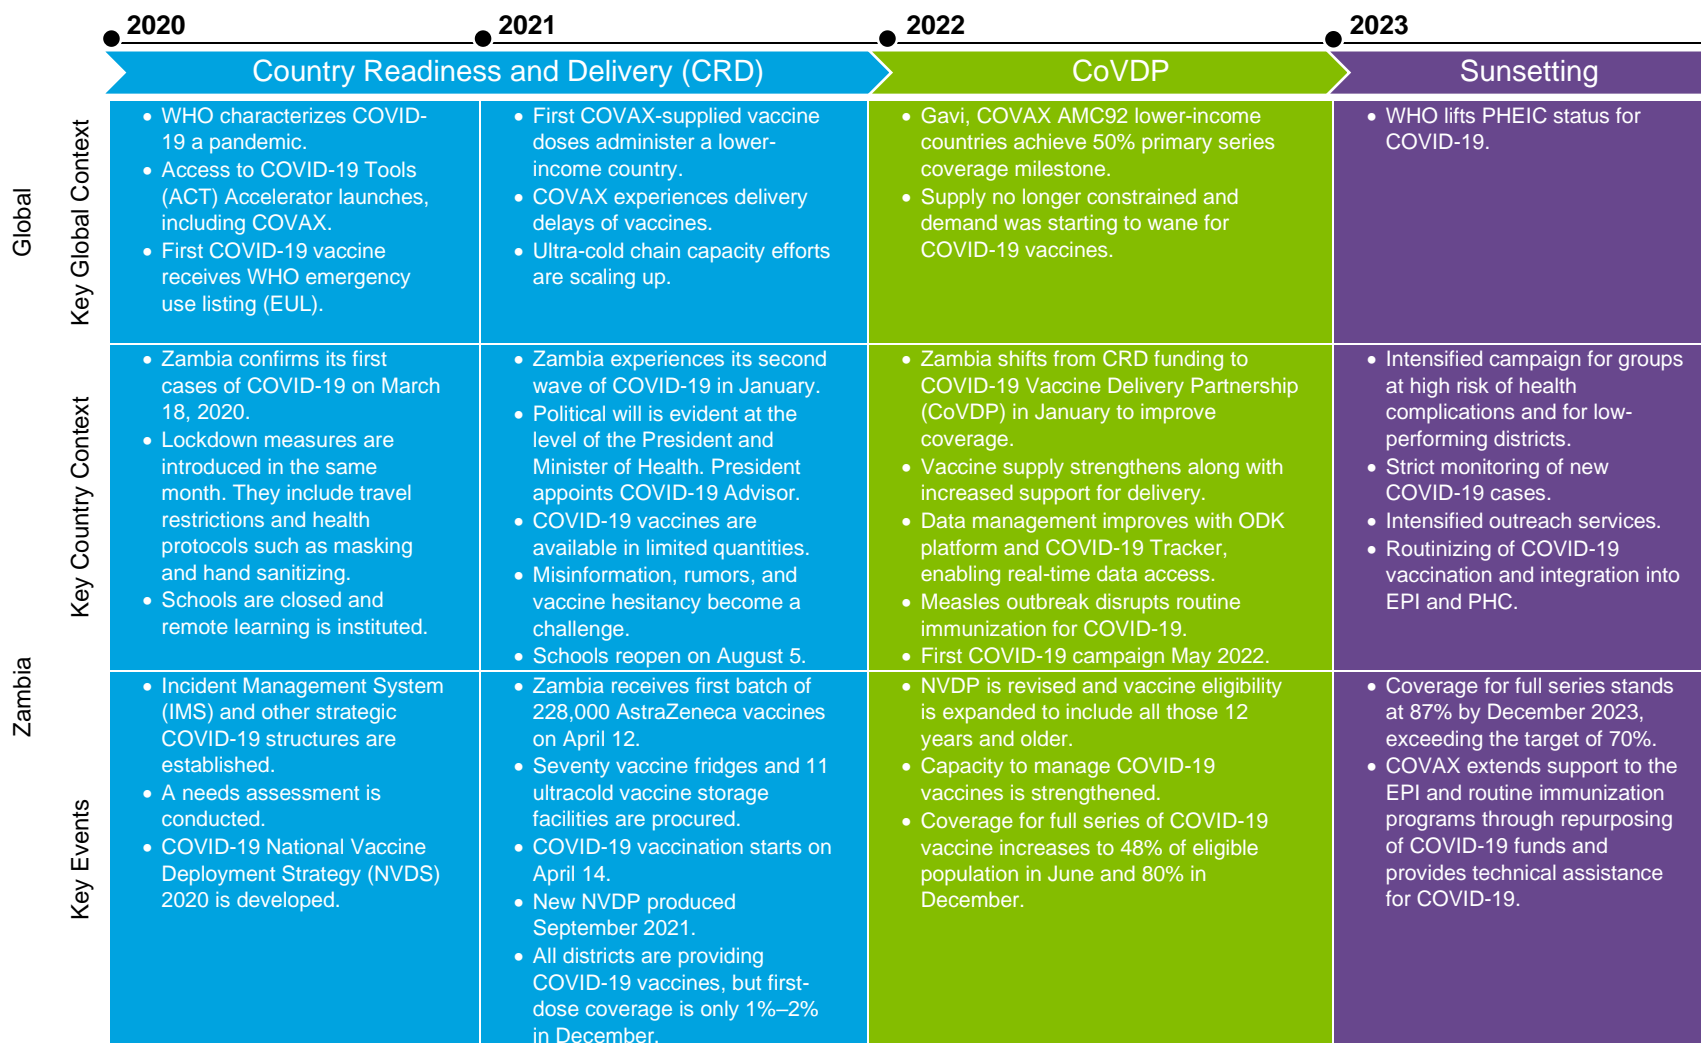 2020
2021
2022
2023
Country Readiness and Delivery (CRD)
CoVDP
Sunsetting
Global
Key Global Context
• WHO characterizes COVID-
19 a pandemic.
• Access to COVID-19 Tools
(ACT) Accelerator launches,
including COVAX.
• First COVID-19 vaccine
receives WHO emergency
use listing (EUL).
• First COVAX-supplied vaccine
doses administer a lower-
income country.
• COVAX experiences delivery
delays of vaccines.
• Ultra-cold chain capacity efforts
are scaling up.
• Gavi, COVAX AMC92 lower-income
countries achieve 50% primary series
coverage milestone.
• Supply no longer constrained and
demand was starting to wane for
COVID-19 vaccines.
• WHO lifts PHEIC status for
COVID-19.
Zambia
Key Country Context
• Zambia confirms its first
cases of COVID-19 on March
18, 2020.
• Lockdown measures are
introduced in the same
month. They include travel
restrictions and health
protocols such as masking
and hand sanitizing.
• Schools are closed and
remote learning is instituted.
• Zambia experiences its second
wave of COVID-19 in January.
• Political will is evident at the
level of the President and
Minister of Health. President
appoints COVID-19 Advisor.
• COVID-19 vaccines are
available in limited quantities.
• Misinformation, rumors, and
vaccine hesitancy become a
challenge.
• Schools reopen on August 5.
• Zambia shifts from CRD funding to
COVID-19 Vaccine Delivery Partnership
(CoVDP) in January to improve
coverage.
• Vaccine supply strengthens along with
increased support for delivery.
• Data management improves with ODK
platform and COVID-19 Tracker,
enabling real-time data access.
• Measles outbreak disrupts routine
immunization for COVID-19.
• First COVID-19 campaign May 2022.
• Intensified campaign for groups
at high risk of health
complications and for low-
performing districts.
• Strict monitoring of new
COVID-19 cases.
• Intensified outreach services.
• Routinizing of COVID-19
vaccination and integration into
EPI and PHC.
Key Events
• Incident Management System
(IMS) and other strategic
COVID-19 structures are
established.
• A needs assessment is
conducted.
• COVID-19 National Vaccine
Deployment Strategy (NVDS)
2020 is developed.
• Zambia receives first batch of
228,000 AstraZeneca vaccines
on April 12.
• Seventy vaccine fridges and 11
ultracold vaccine storage
facilities are procured.
• COVID-19 vaccination starts on
April 14.
• New NVDP produced
September 2021.
• All districts are providing
COVID-19 vaccines, but first-
dose coverage is only 1%–2%
in December.
• NVDP is revised and vaccine eligibility
is expanded to include all those 12
years and older.
• Capacity to manage COVID-19
vaccines is strengthened.
• Coverage for full series of COVID-19
vaccine increases to 48% of eligible
population in June and 80% in
December.
• Coverage for full series stands
at 87% by December 2023,
exceeding the target of 70%.
• COVAX extends support to the
EPI and routine immunization
programs through repurposing
of COVID-19 funds and
provides technical assistance
for COVID-19.